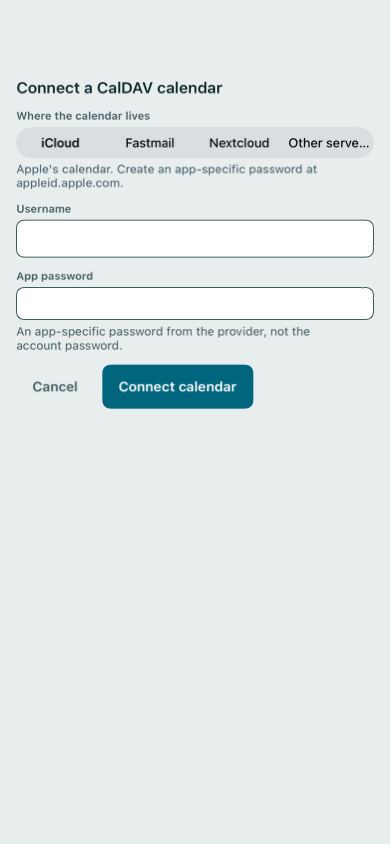 Connect a CalDAV calendar
Where the calendar lives
iCloud Fastmail Nextcloud Other serve...
Apple's calendar. Create an app-specific password at
appleid.apple.com.
Username
App password
An app-specific password from the provider, not the
account password.
Cancel Connect calendar